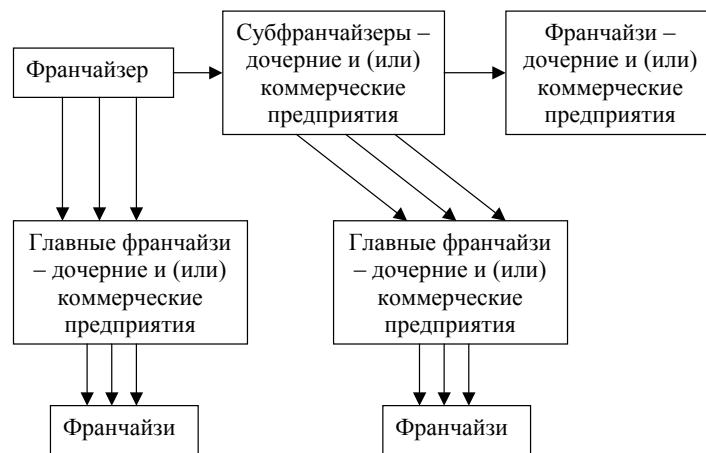 Франчайзер
Субфранчайзеры –
дочерние и (или)
коммерческие
предприятия
Франчайзи –
дочерние и (или)
коммерческие
предприятия
Главные франчайзи
– дочерние и (или)
коммерческие
предприятия
Главные франчайзи
– дочерние и (или)
коммерческие
предприятия
Франчайзи
Франчайзи